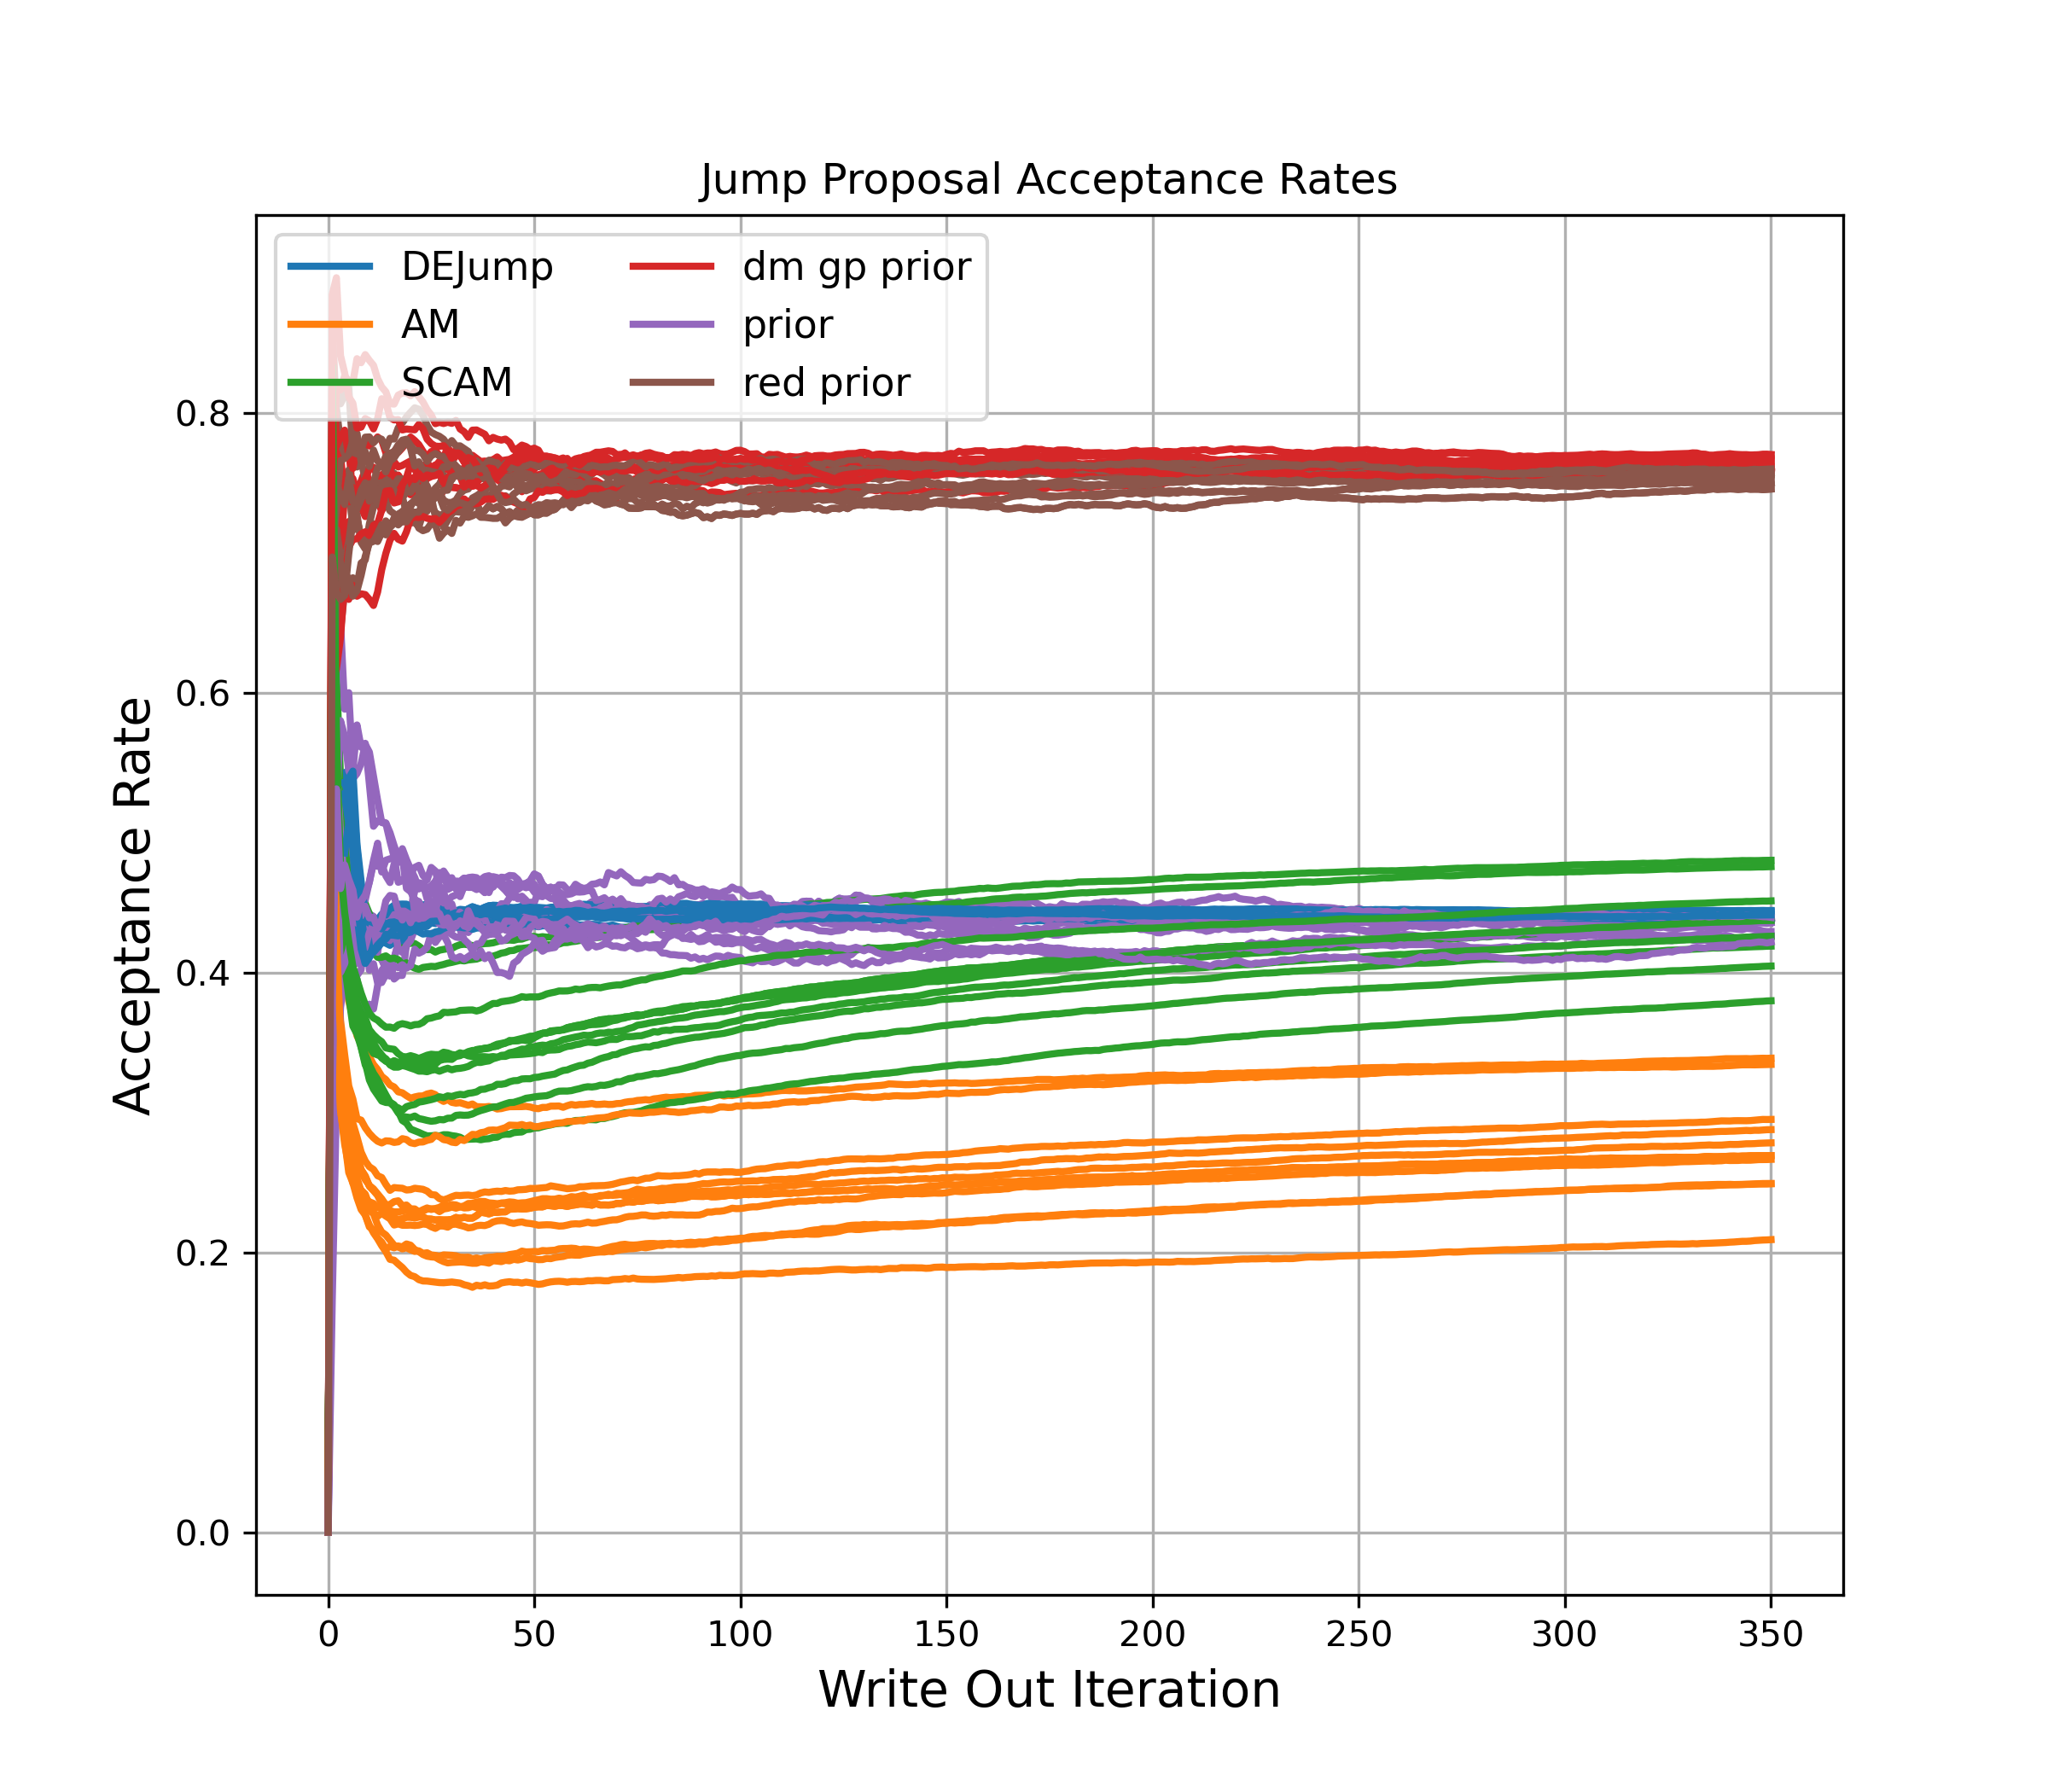 Jump Proposal Acceptance Rates
DEJump
AM
SCAM
dm gp prior
prior
red prior
Acceptance Rate
0.8
0.6
0.4
0.2
0.0
0 50 100 150 200 250 300 350
Write Out Iteration